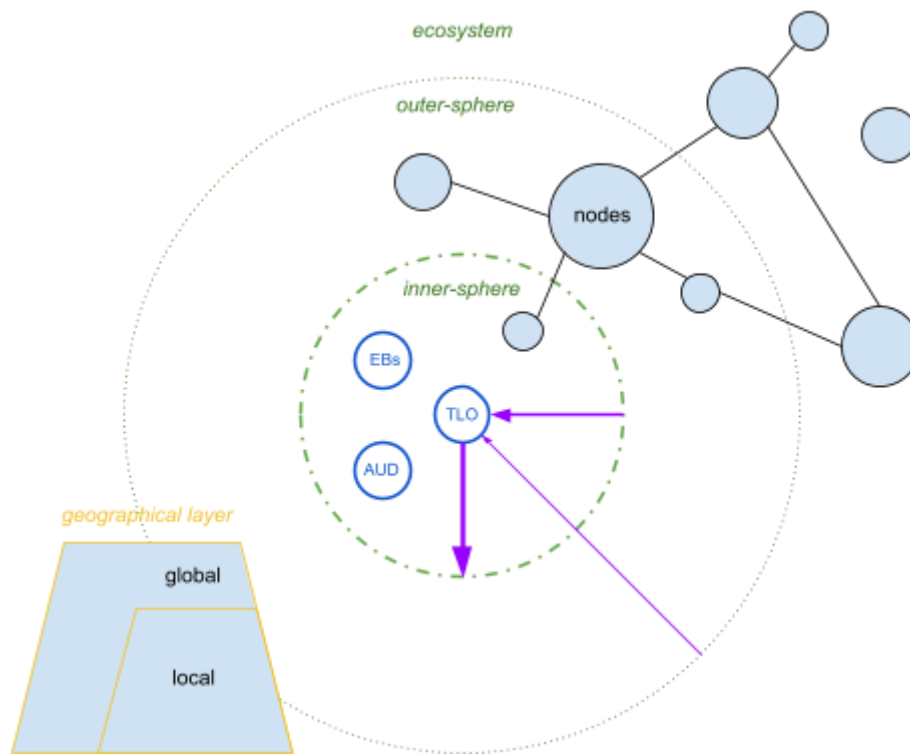 ecosystem
outer-sphere
nodes
inner-sphere
EBs
TLO
AUD
geographical layer
global
local